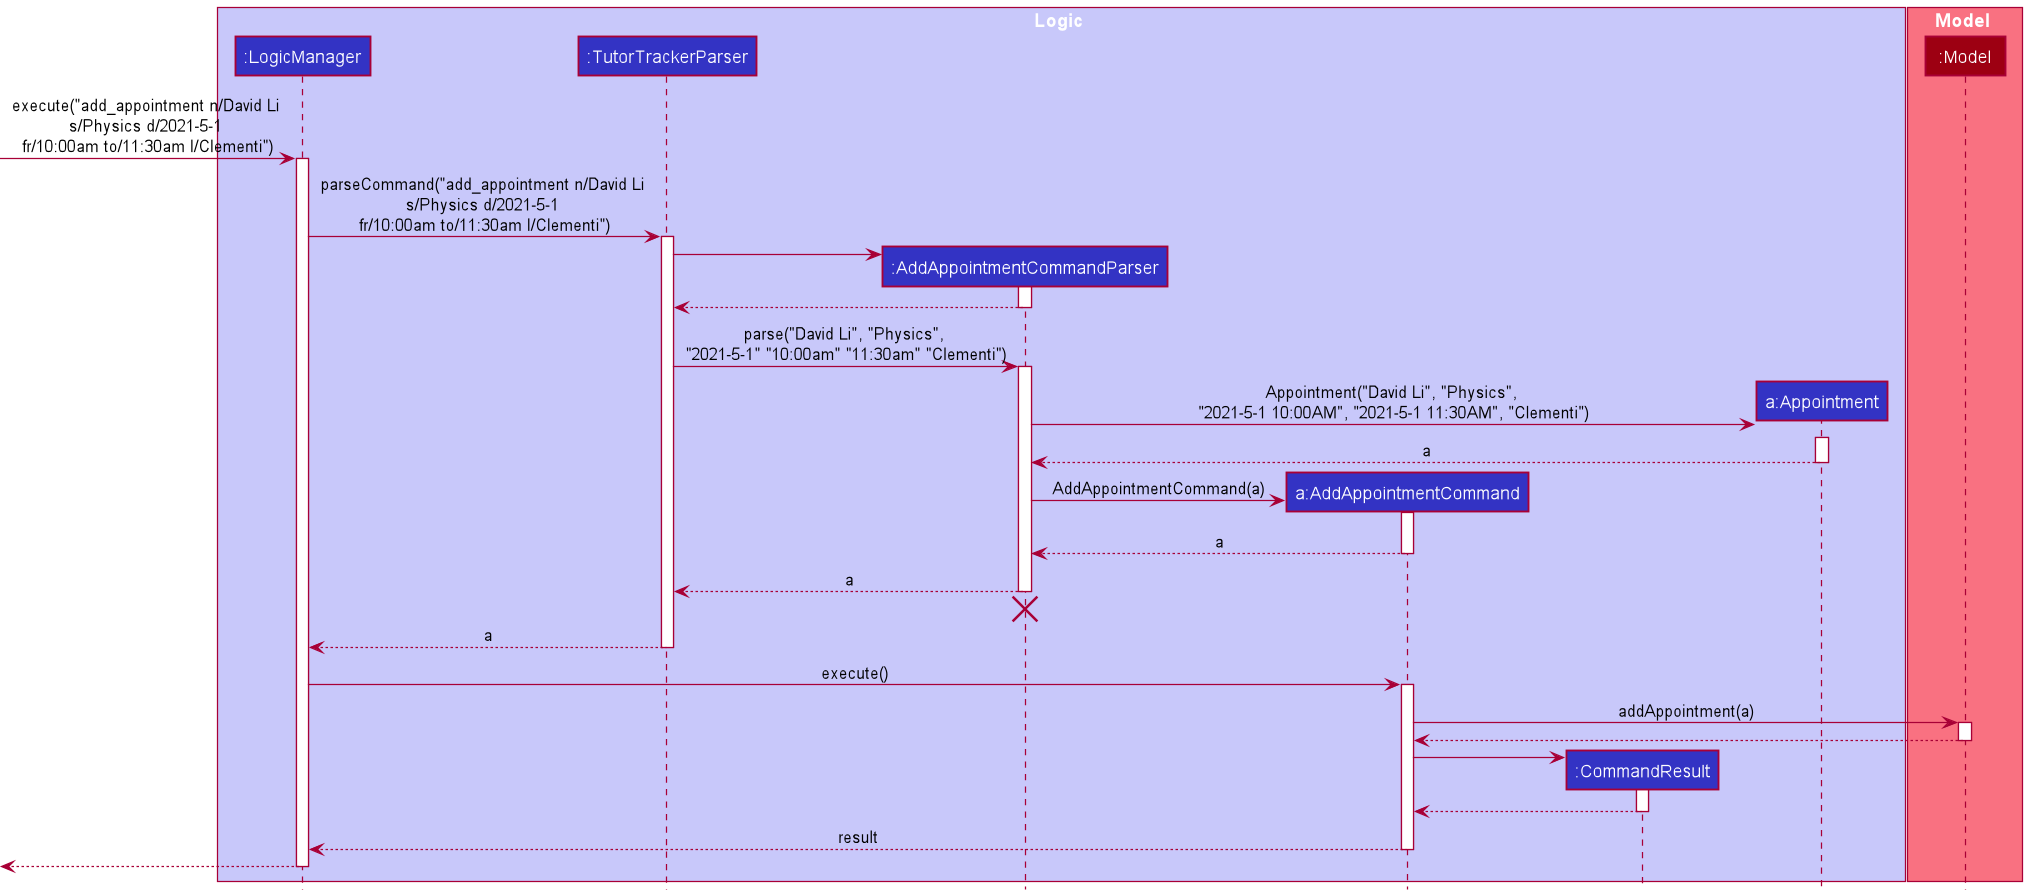 Logic
Model
:LogicManager
:TutorTrackerParser
:Model
execute("add_appointment n/David Li
s/Physics d/2021-5-1
fr/10:00am to/11:30am l/Clementi")
parseCommand("add_appointment n/David Li
s/Physics d/2021-5-1
fr/10:00am to/11:30am l/Clementi")
:AddAppointmentCommandParser
parse("David Li", "Physics",
"2021-5-1" "10:00am" "11:30am" "Clementi")
Appointment("David Li", "Physics",
"2021-5-1 10:00AM", "2021-5-1 11:30AM", "Clementi")
a:Appointment
a
AddAppointmentCommand(a)
a:AddAppointmentCommand
a
a
a
execute()
addAppointment(a)
:CommandResult
result